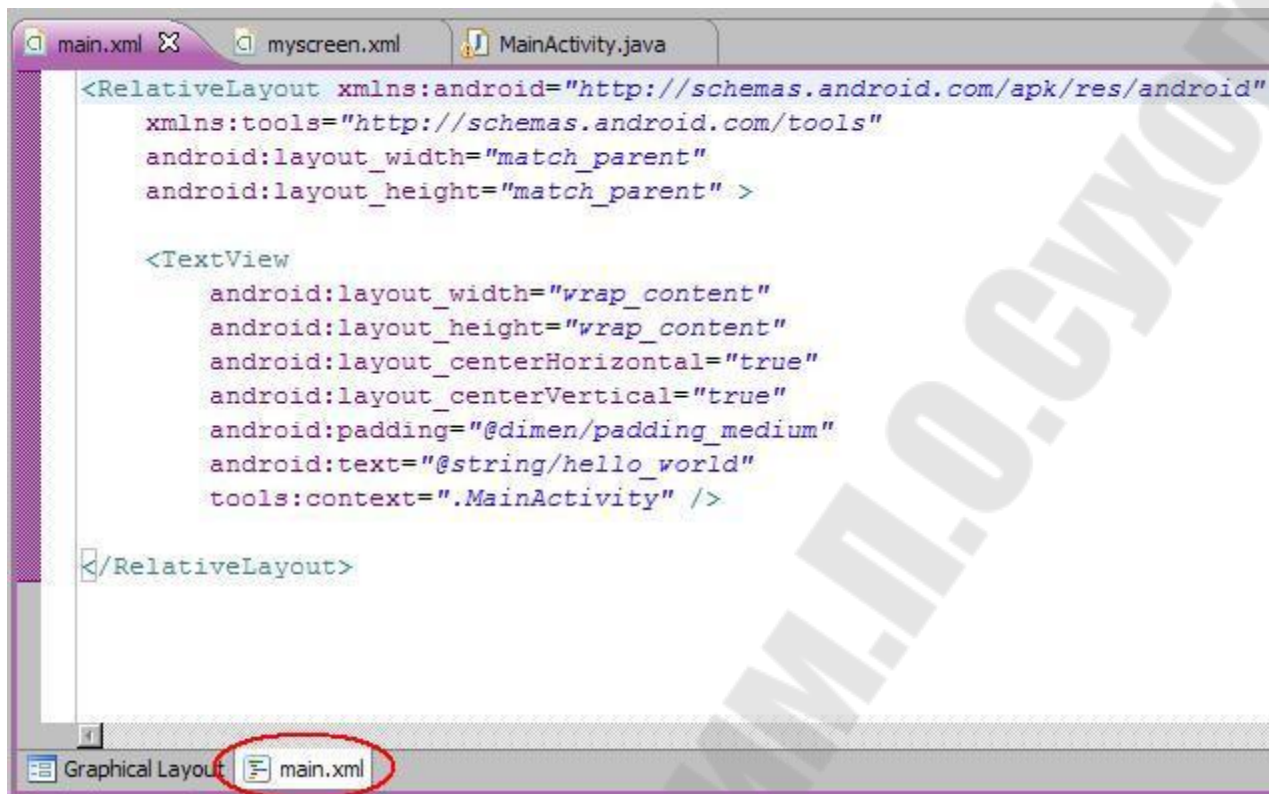 main.xml
myscreen.xml
MainActivity.java
<RelativeLayout xmlns:android="http://schemas.android.com/apk/res/android"
    xmlns:tools="http://schemas.android.com/tools"
    android:layout_width="match_parent"
    android:layout_height="match_parent" >
    <TextView
        android:layout_width="wrap_content"
        android:layout_height="wrap_content"
        android:layout_centerHorizontal="true"
        android:layout_centerVertical="true"
        android:padding="@dimen/padding_medium"
        android:text="@string/hello_world"
        tools:context=".MainActivity" />
</RelativeLayout>
Graphical Layout
main.xml